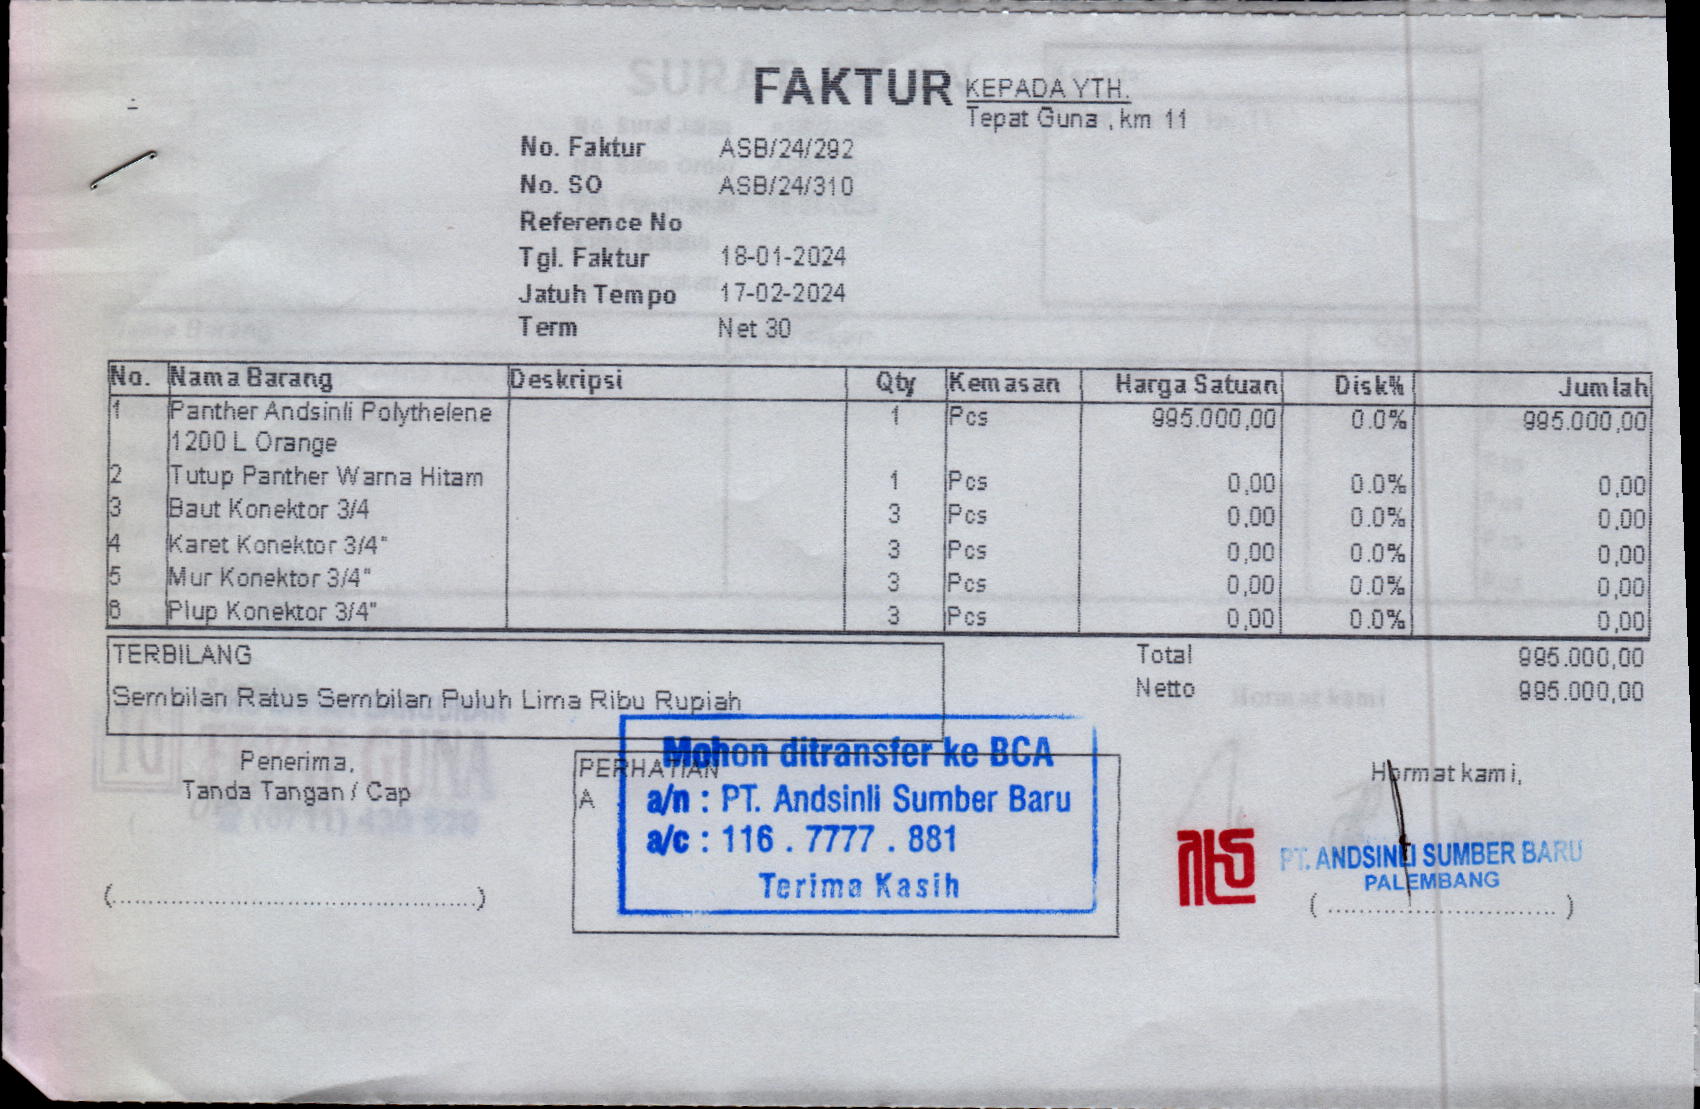 FAKTUR
KEPADA YTH.
Tepat Guna , km 11
No. Faktur ASB/24/292
No. SO ASB/24/310
Reference No
Tgl. Faktur 18-01-2024
Jatuh Tempo 17-02-2024
Term Net 30
No. Nama Barang Deskripsi Qty Kemasan Harga Satuan Disk% Jumlah
1 Panther Andsinli Polythelene 1 Pcs 995.000,00 0.0% 995.000,00
1200 L Orange
2 Tutup Panther Warna Hitam 1 Pcs 0,00 0.0% 0,00
3 Baut Konektor 3/4 3 Pcs 0,00 0.0% 0,00
4 Karet Konektor 3/4" 3 Pcs 0,00 0.0% 0,00
5 Mur Konektor 3/4" 3 Pcs 0,00 0.0% 0,00
6 Plup Konektor 3/4" 3 Pcs 0,00 0.0% 0,00
TERBILANG
Sembilan Ratus Sembilan Puluh Lima Ribu Rupiah
Total 995.000,00
Netto 995.000,00
Penerima,
Tanda Tangan / Cap
(.................................................)
PERHATIAN
A
Mohon ditransfer ke BCA
a/n : PT. Andsinli Sumber Baru
a/c : 116 . 7777 . 881
Terima Kasih
Hormat kami,
PT. ANDSINLI SUMBER BARU
PALEMBANG
( ............................... )